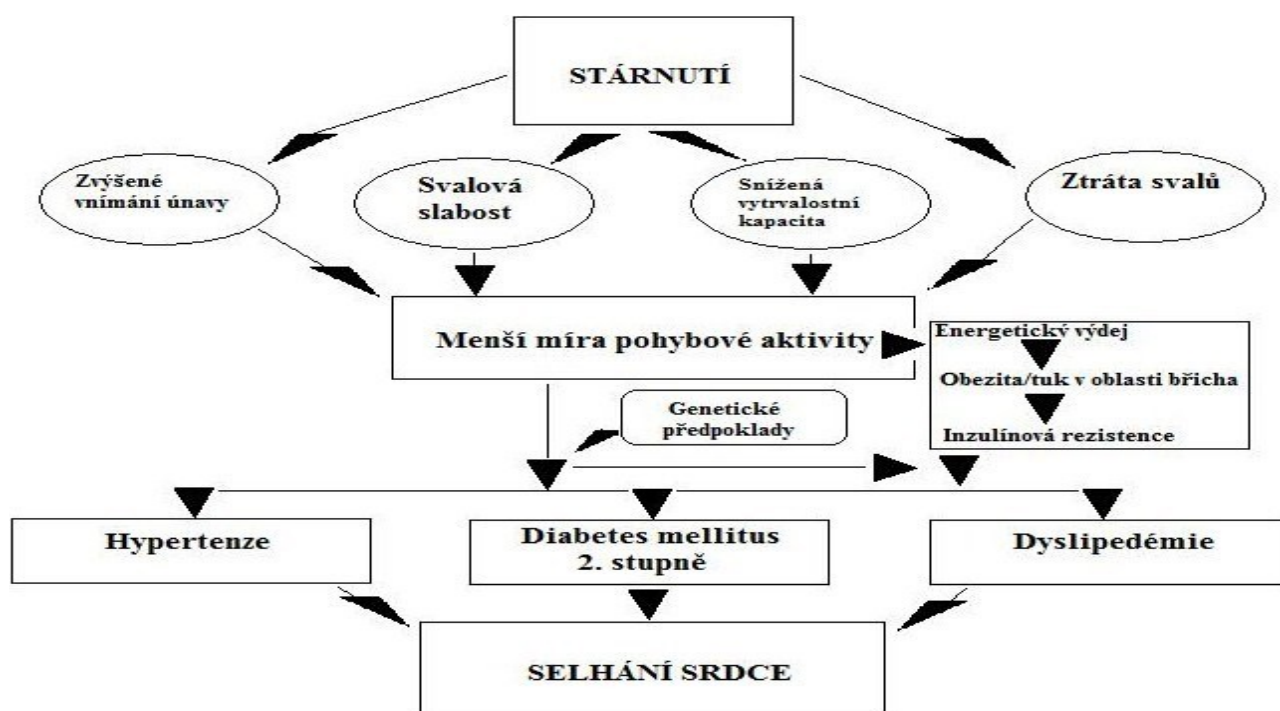 STÁRNUTÍ
Zvýšené
vnímání únavy
Svalová
slabost
Snížená
vytrvalostní
kapacita
Ztráta svalů
Menší míra pohybové aktivity
Energetický výdej
Obezita/tuk v oblasti břicha
Inzulínová rezistence
Genetické
předpoklady
Hypertenze
Diabetes mellitus
2. stupně
Dyslipedémie
SELHÁNÍ SRDCE